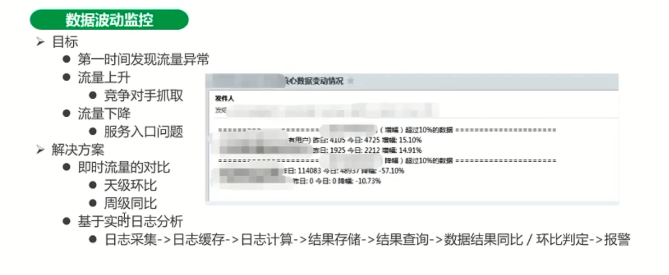 数据波动监控
➢ 目标
● 第一时间发现流量异常
● 流量上升
● 竞争对手抓取
● 流量下降
● 服务入口问题
➢ 解决方案
● 即时流量的对比
● 天级环比
● 周级同比
● 基于实时日志分析
● 日志采集->日志缓存->日志计算->结果存储->结果查询->数据结果同比 / 环比判定->报警
心数据变动情况
发件人
(增幅) 超过10%的数据
有用户) 昨日: 4105 今日: 4725 增幅: 15.10%
昨日: 1925 今日: 2212 增幅: 14.91%
降幅) 超过10%的数据
昨日: 114083 今日: 48937 降幅: -57.10%
昨日: 0 今日: 0 降幅: -10.73%